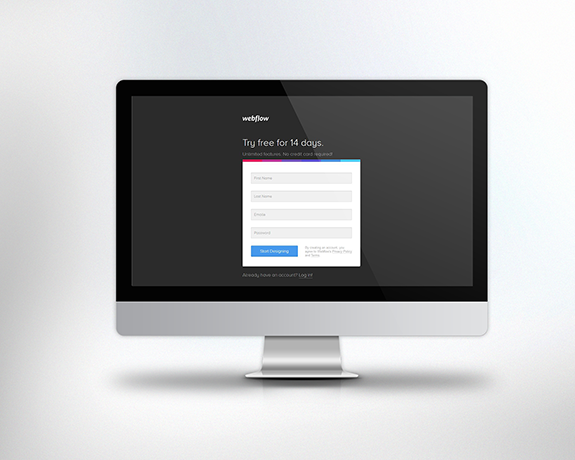 webflow
Try free for 14 days.
Unlimited features. No credit card required!
First Name
Last Name
Email
Password
Start Designing
By creating an account, you
agree to Webflow's Privacy Policy
and Terms
Already have an account? Log in!